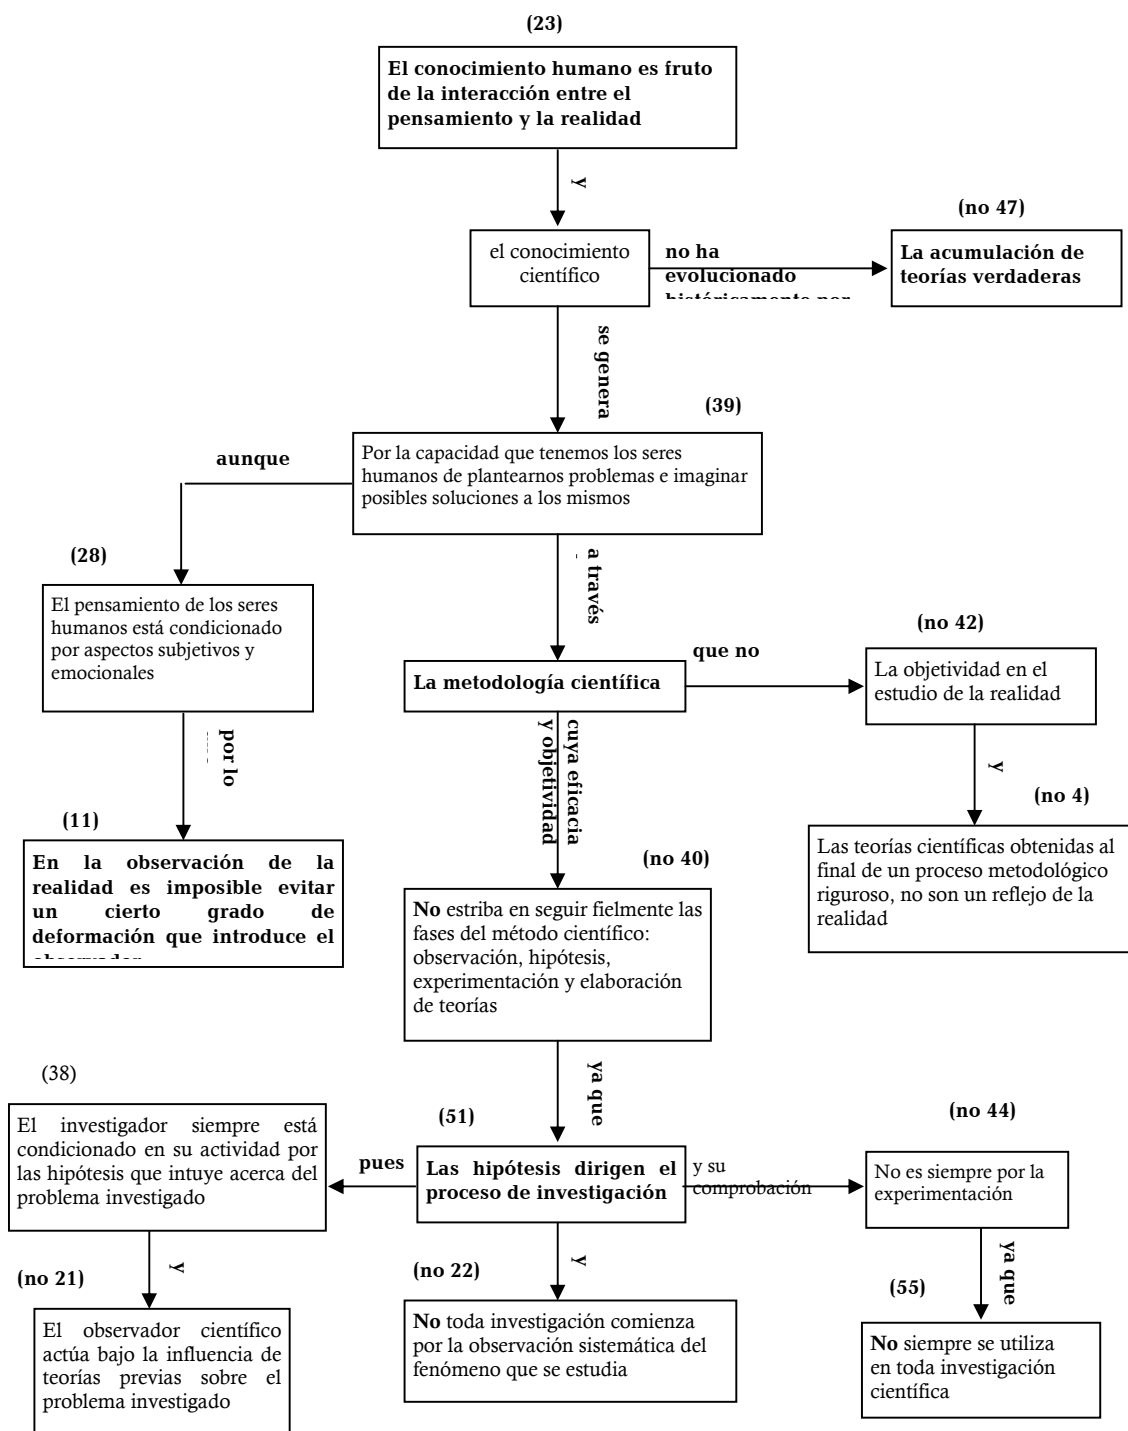 (23)
El conocimiento humano es fruto
de la interacción entre el
pensamiento y la realidad
y
(no 47)
el conocimiento
científico
no ha
evolucionado
históricamente por
La acumulación de
teorías verdaderas
se genera
(39)
Por la capacidad que tenemos los seres
humanos de plantearnos problemas e imaginar
posibles soluciones a los mismos
aunque
(28)
El pensamiento de los seres
humanos está condicionado
por aspectos subjetivos y
emocionales
a través
(no 42)
que no
La metodología científica
La objetividad en el
estudio de la realidad
por lo
cuya eficacia
y objetividad
y
(no 4)
(11)
En la observación de la
realidad es imposible evitar
un cierto grado de
deformación que introduce el
observador
Las teorías científicas obtenidas al
final de un proceso metodológico
riguroso, no son un reflejo de la
realidad
(no 40)
No estriba en seguir fielmente las
fases del método científico:
observación, hipótesis,
experimentación y elaboración
de teorías
ya que
(38)
El investigador siempre está
condicionado en su actividad por
las hipótesis que intuye acerca del
problema investigado
pues
(51)
Las hipótesis dirigen el
proceso de investigación
y su
comprobación
(no 44)
No es siempre por la
experimentación
y
y
ya que
(no 21)
El observador científico
actúa bajo la influencia de
teorías previas sobre el
problema investigado
(no 22)
No toda investigación comienza
por la observación sistemática del
fenómeno que se estudia
(55)
No siempre se utiliza
en toda investigación
científica